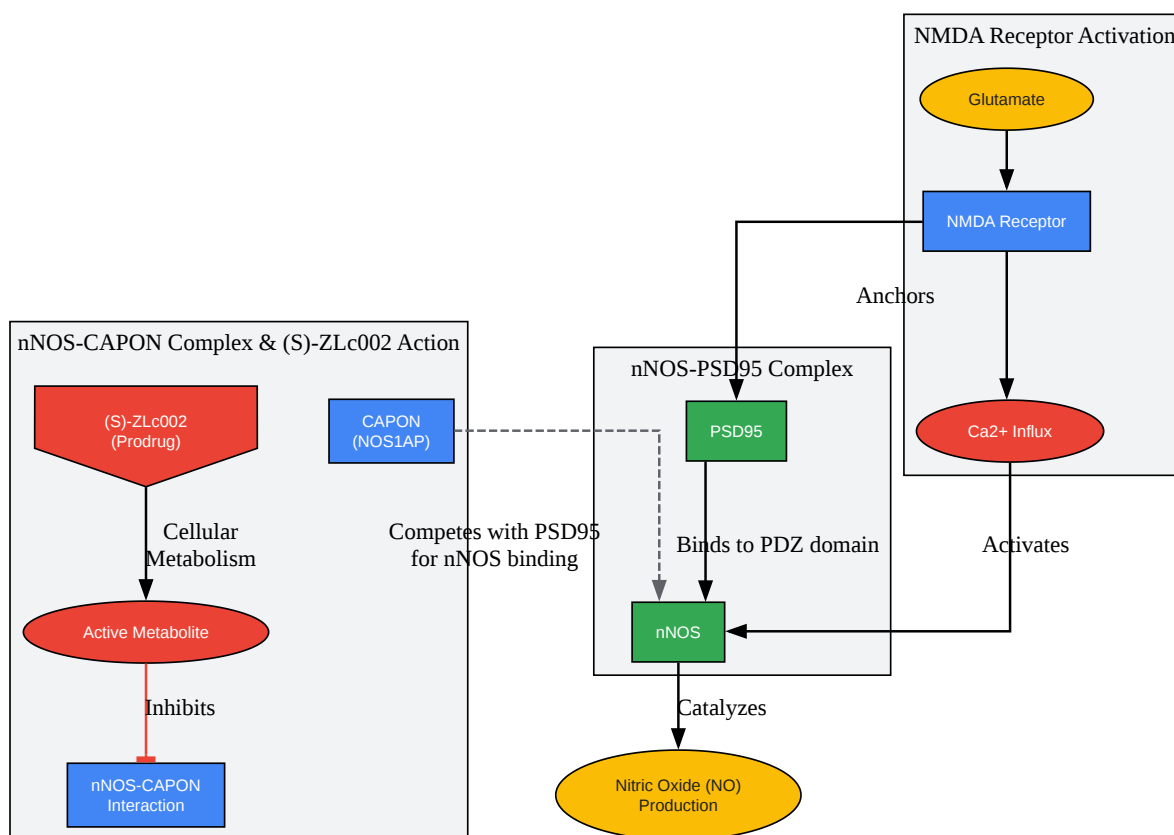 NMDA Receptor Activation
Glutamate
NMDA Receptor
Anchors
Ca2+ Influx
Activates
nNOS-CAPON Complex & (S)-ZLc002 Action
(S)-ZLc002
(Prodrug)
CAPON
(NOS1AP)
Cellular
Metabolism
Active Metabolite
Inhibits
nNOS-CAPON
Interaction
Competes with PSD95
for nNOS binding
nNOS-PSD95 Complex
PSD95
Binds to PDZ domain
nNOS
Catalyzes
Nitric Oxide (NO)
Production